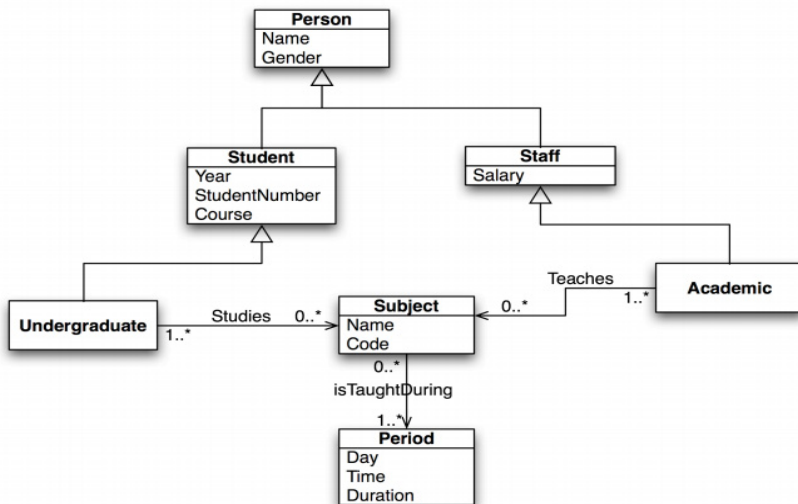 Person
Name
Gender
Student
Year
StudentNumber
Course
Staff
Salary
Undergraduate
1..*
Studies
0..*
Subject
Name
Code
0..*
Teaches
1..*
Academic
0..*
isTaughtDuring
1..*
Period
Day
Time
Duration